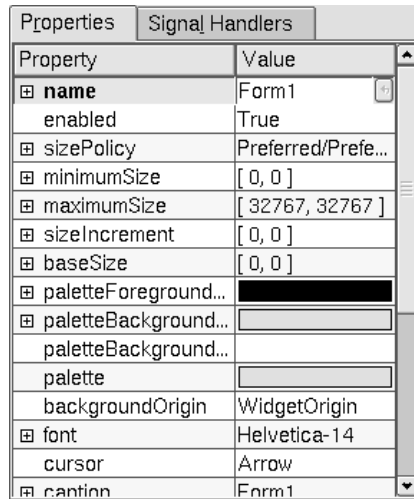 Properties Signal Handlers
Property Value
name Form1
enabled True
sizePolicy Preferred/Prefe...
minimumSize [ 0, 0 ]
maximumSize [ 32767, 32767 ]
sizeIncrement [ 0, 0 ]
baseSize [ 0, 0 ]
paletteForeground...
paletteBackground...
paletteBackground...
palette
backgroundOrigin WidgetOrigin
font Helvetica-14
cursor Arrow
caption Form1